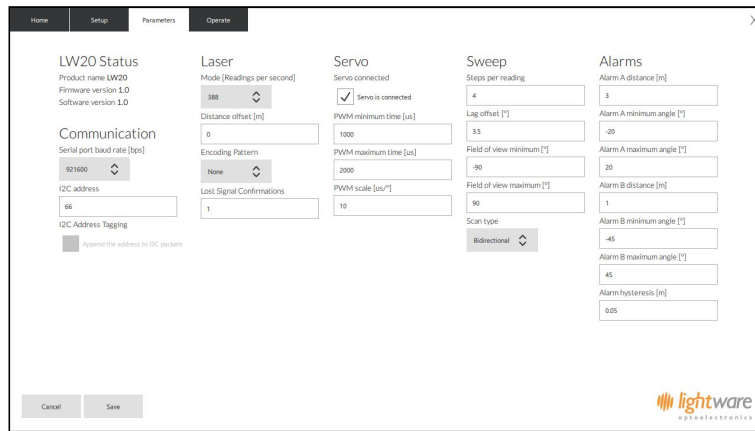 Home
Setup
Parameters
Operate
LW20 Status
Product name LW20
Firmware version 1.0
Software version 1.0
Communication
Serial port baud rate [bps]
921600
I2C address
66
I2C Address Tagging
Append the address to I2C packets
Laser
Mode [Readings per second]
388
Distance offset [m]
0
Encoding Pattern
None
Lost Signal Confirmations
1
Servo
Servo connected
Servo is connected
PWM minimum time [us]
1000
PWM maximum time [us]
2000
PWM scale [us/°]
10
Sweep
Steps per reading
4
Lag offset [°]
3.5
Field of view minimum [°]
-90
Field of view maximum [°]
90
Scan type
Bidirectional
Alarms
Alarm A distance [m]
3
Alarm A minimum angle [°]
-20
Alarm A maximum angle [°]
20
Alarm B distance [m]
1
Alarm B minimum angle [°]
-45
Alarm B maximum angle [°]
45
Alarm hysteresis [m]
0.05
Cancel
Save
lightware
optoelectronics